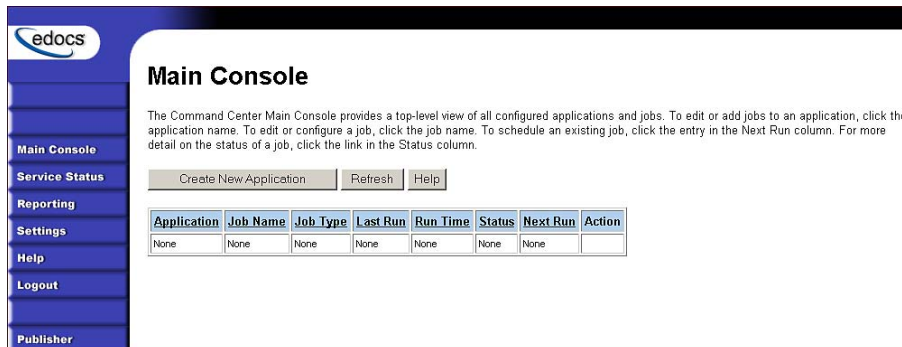 edocs
Main Console
The Command Center Main Console provides a top-level view of all configured applications and jobs. To edit or add jobs to an application, click the
application name. To edit or configure a job, click the job name. To schedule an existing job, click the entry in the Next Run column. For more
detail on the status of a job, click the link in the Status column.
Main Console
Service Status
Reporting
Settings
Help
Logout
Publisher
Create New Application Refresh Help
Application Job Name Job Type Last Run Run Time Status Next Run Action
None None None None None None None